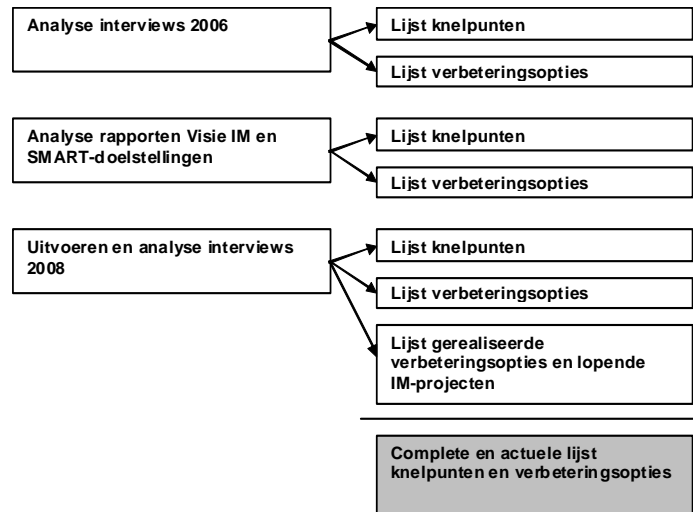 Analyse interviews 2006
Lijst knelpunten
Lijst verbeteringsopties
Analyse rapporten Visie IM en
SMART-doelstellingen
Lijst knelpunten
Lijst verbeteringsopties
Uitvoeren en analyse interviews
2008
Lijst knelpunten
Lijst verbeteringsopties
Lijst gerealiseerde
verbeteringsopties en lopende
IM-projecten
Complete en actuele lijst
knelpunten en verbeteringsopties